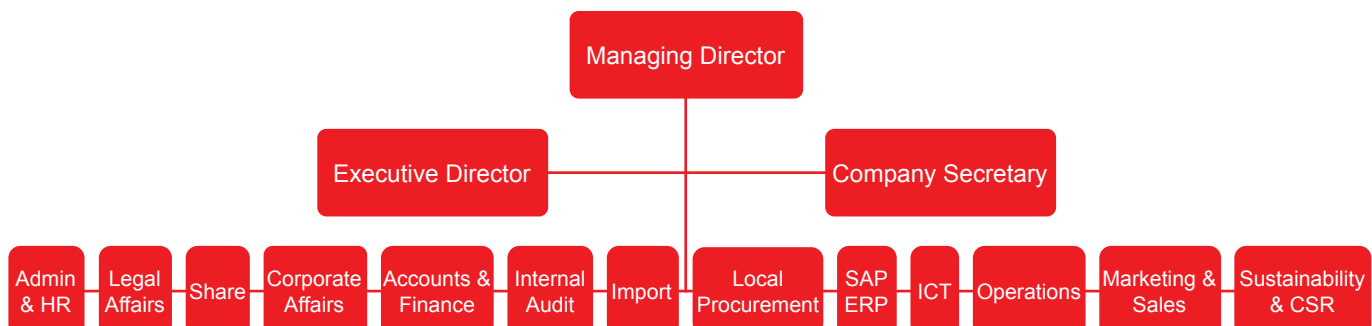 Managing Director
Executive Director
Company Secretary
Admin
& HR
Legal
Affairs
Share
Corporate
Affairs
Accounts &
Finance
Internal
Audit
Import
Local
Procurement
SAP
ERP
ICT
Operations
Marketing &
Sales
Sustainability
& CSR